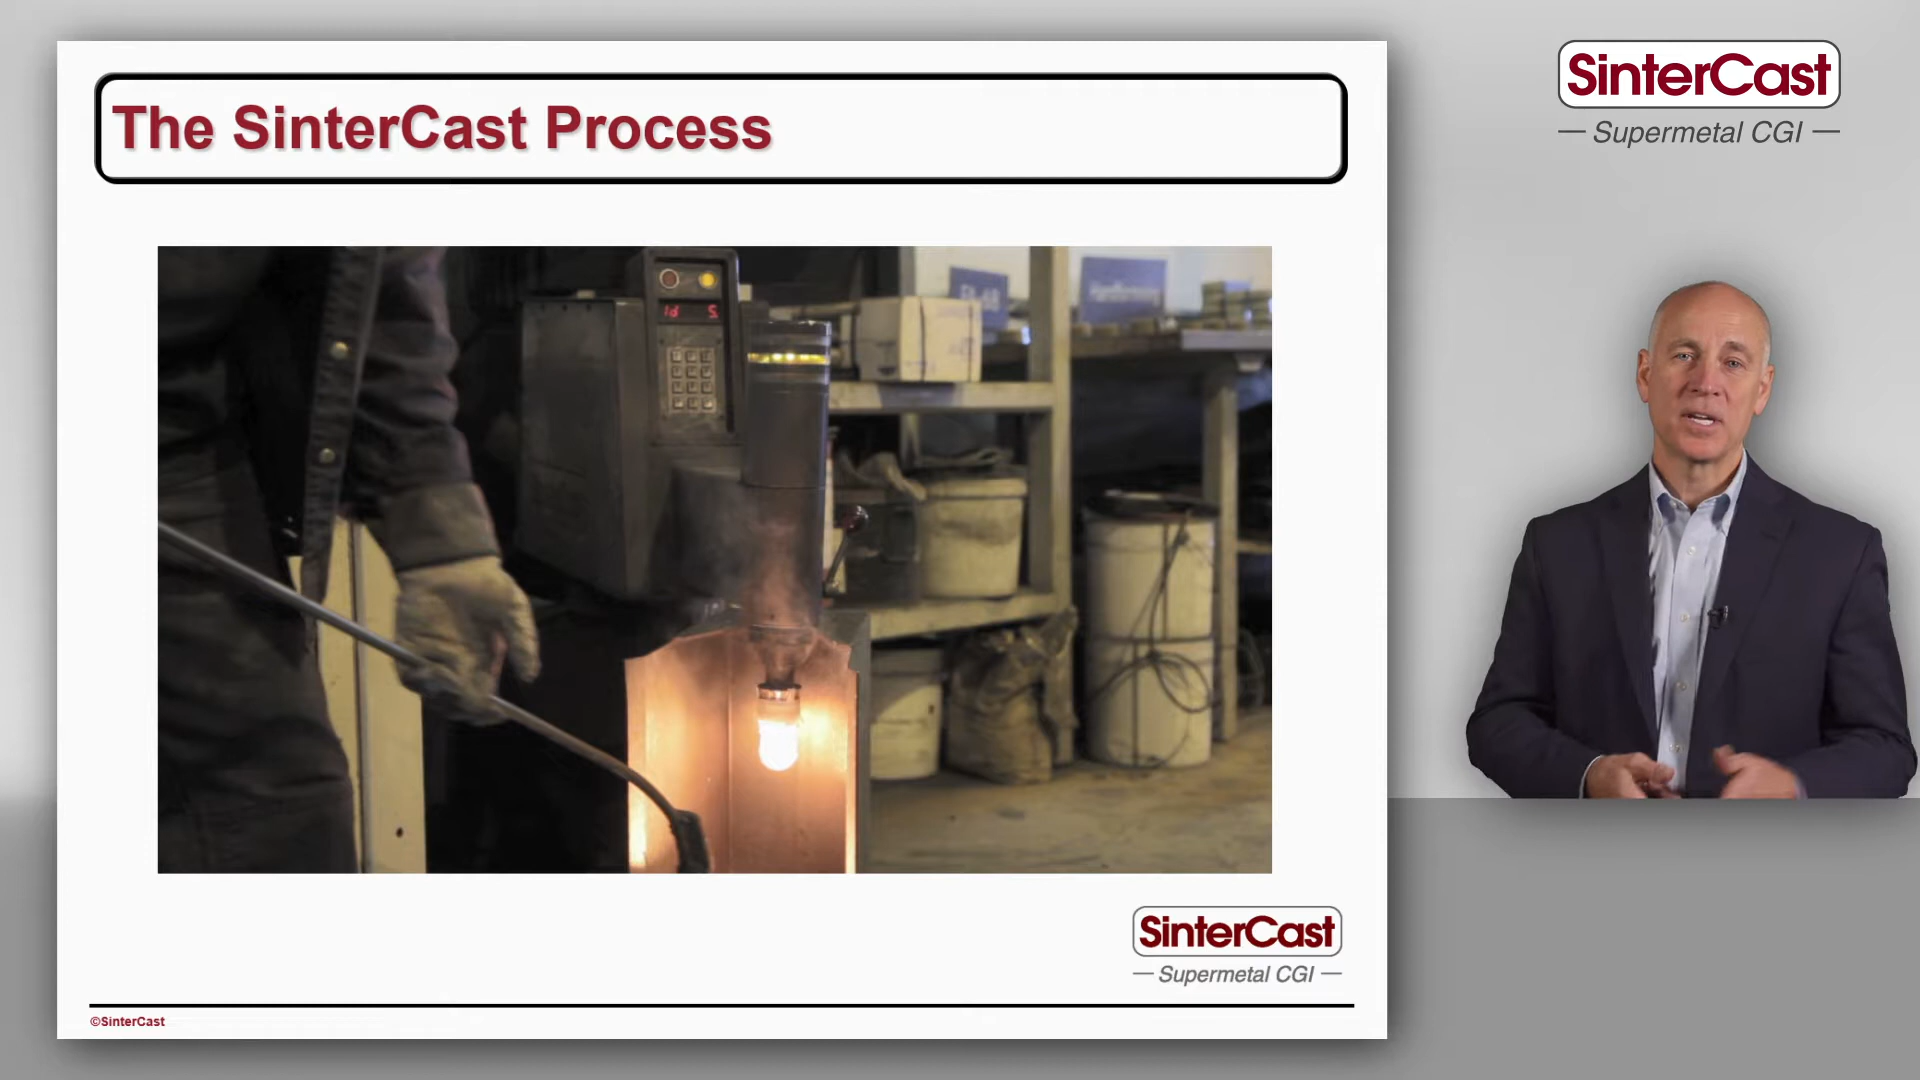 The SinterCast Process
SinterCast
Supermetal CGI
SinterCast
Supermetal CGI
©SinterCast